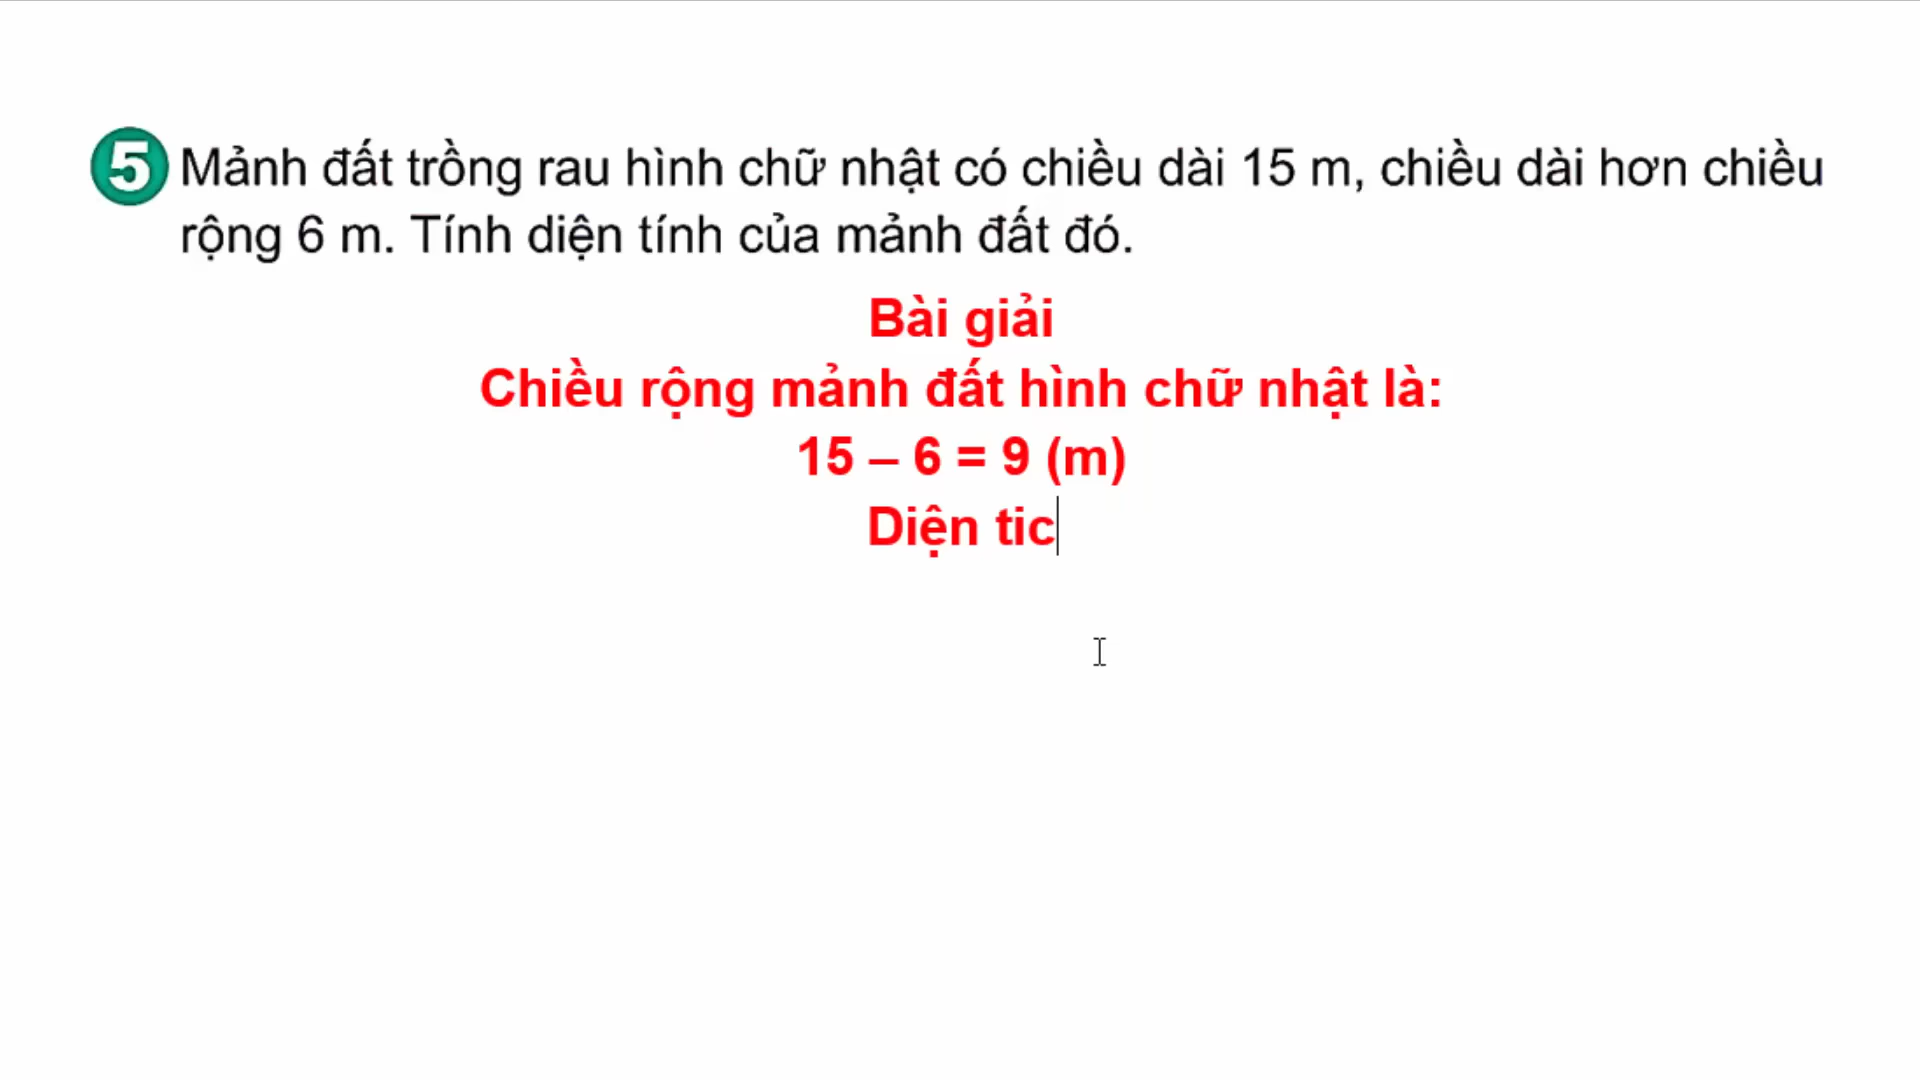 5 Mảnh đất trồng rau hình chữ nhật có chiều dài 15 m, chiều dài hơn chiều
rộng 6 m. Tính diện tính của mảnh đất đó.
Bài giải
Chiều rộng mảnh đất hình chữ nhật là:
15 – 6 = 9 (m)
Diện tic